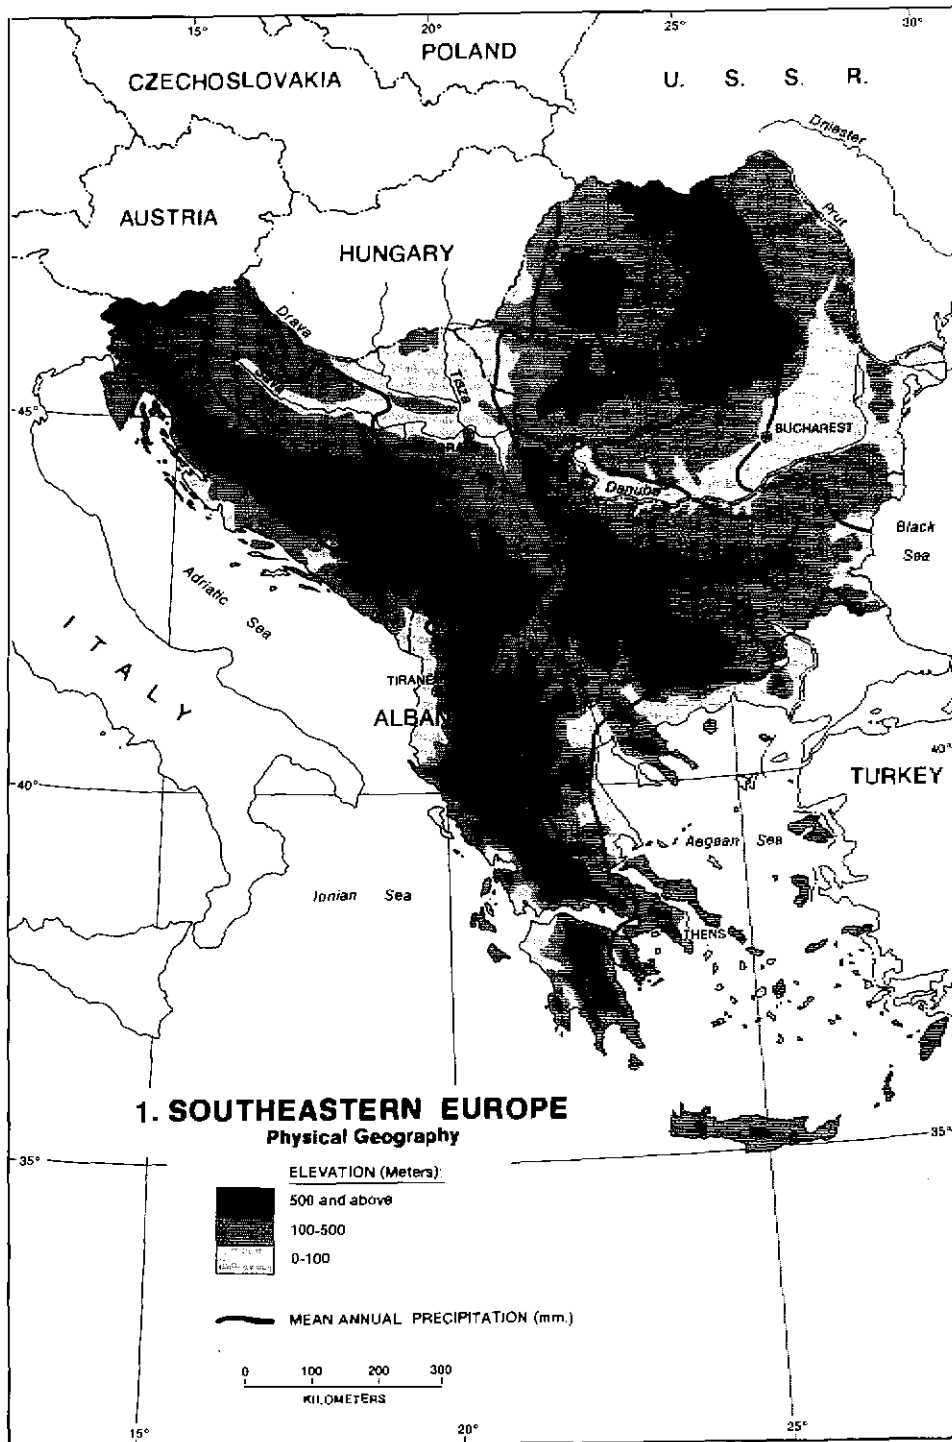 15°
20°
25°
30°
POLAND
CZECHOSLOVAKIA
U. S. S. R.
Dniester
AUSTRIA
Prut
HUNGARY
Drava
Tisza
45°
BUCHAREST
Danube
Black
Sea
Adriatic
Sea
ITALY
TIRANE
ALBAN
40°
40°
TURKEY
Aegean Sea
Ionian Sea
ATHENS
1. SOUTHEASTERN EUROPE
Physical Geography
35°
35°
ELEVATION (Meters):
500 and above
100-500
0-100
MEAN ANNUAL PRECIPITATION (mm.)
0 100 200 300
KILOMETERS
15°
20°
25°